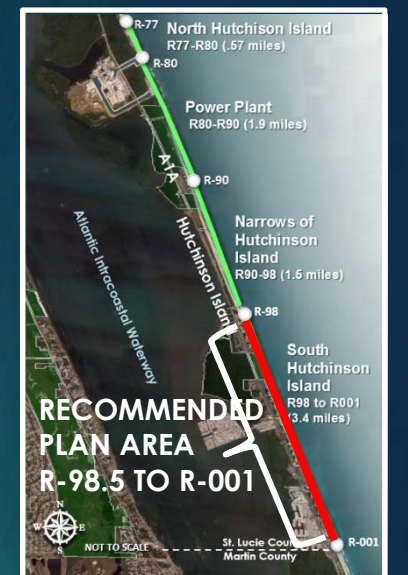 R-77
North Hutchison Island
R77-R80 (.57 miles)
R-80
Power Plant
R80-R90 (1.9 miles)
A1A
R-90
Hutchinson Island
Atlantic Intracoastal Waterway
Narrows of
Hutchinson
Island
R90-98 (1.5 miles)
R-98
South
Hutchinson
Island
R98 to R001
(3.4 miles)
RECOMMENDED
PLAN AREA
R-98.5 TO R-001
N
W E
S
NOT TO SCALE
St. Lucie County
Martin County
R-001